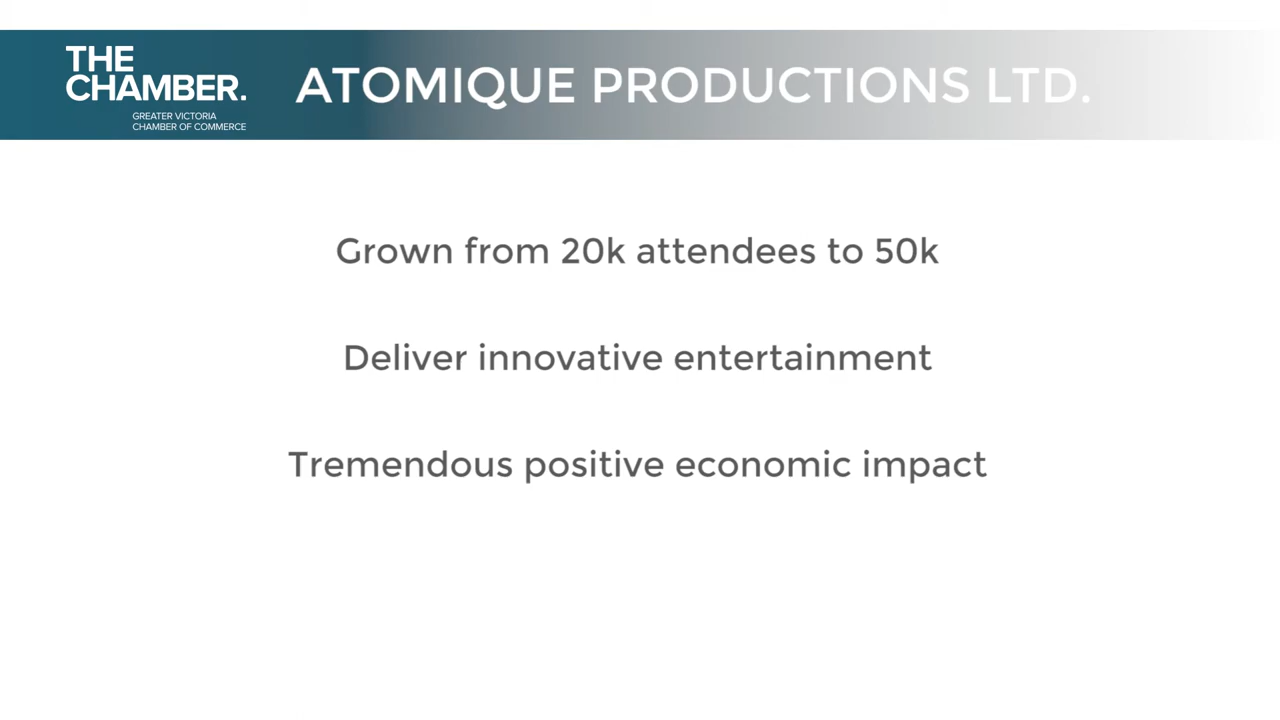 THE
CHAMBER.
GREATER VICTORIA
CHAMBER OF COMMERCE
ATOMIQUE PRODUCTIONS LTD.
Grown from 20k attendees to 50k
Deliver innovative entertainment
Tremendous positive economic impact